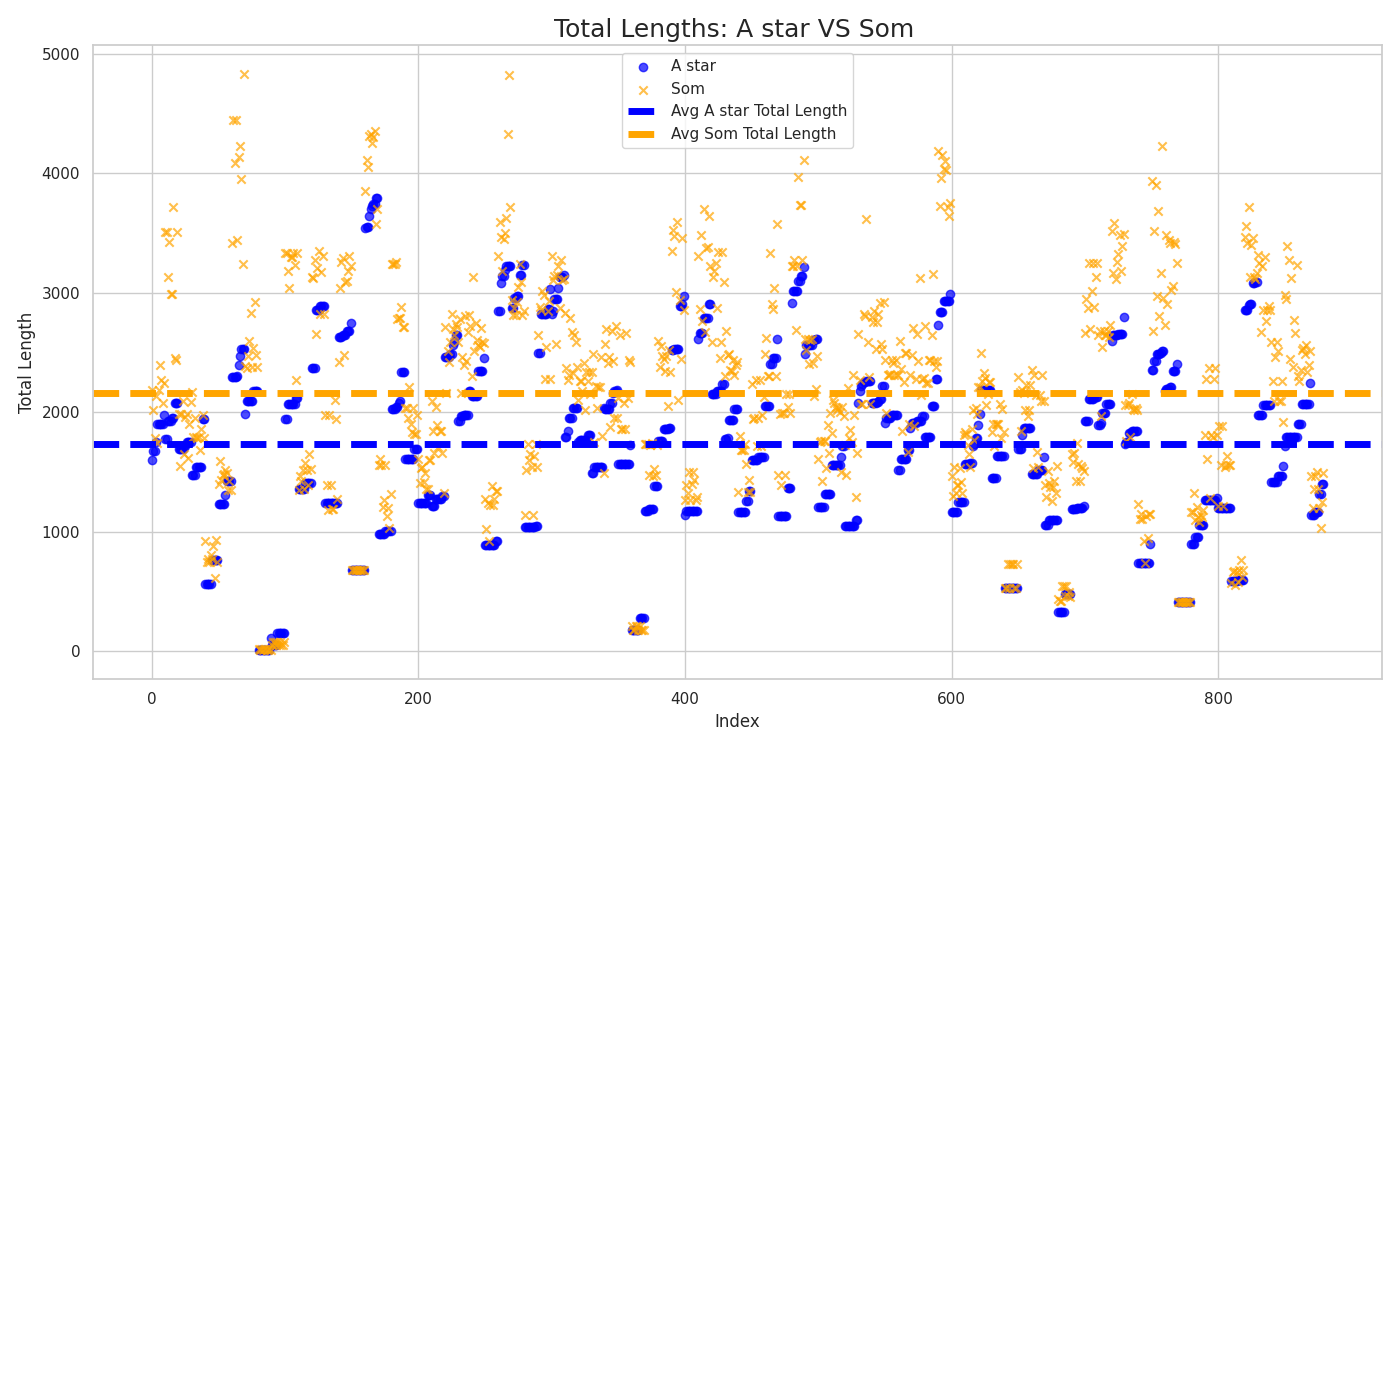 Total Lengths: A star VS Som
5000
4000
3000
2000
1000
0
Total Length
A star
Som
Avg A star Total Length
Avg Som Total Length
0 200 400 600 800
Index